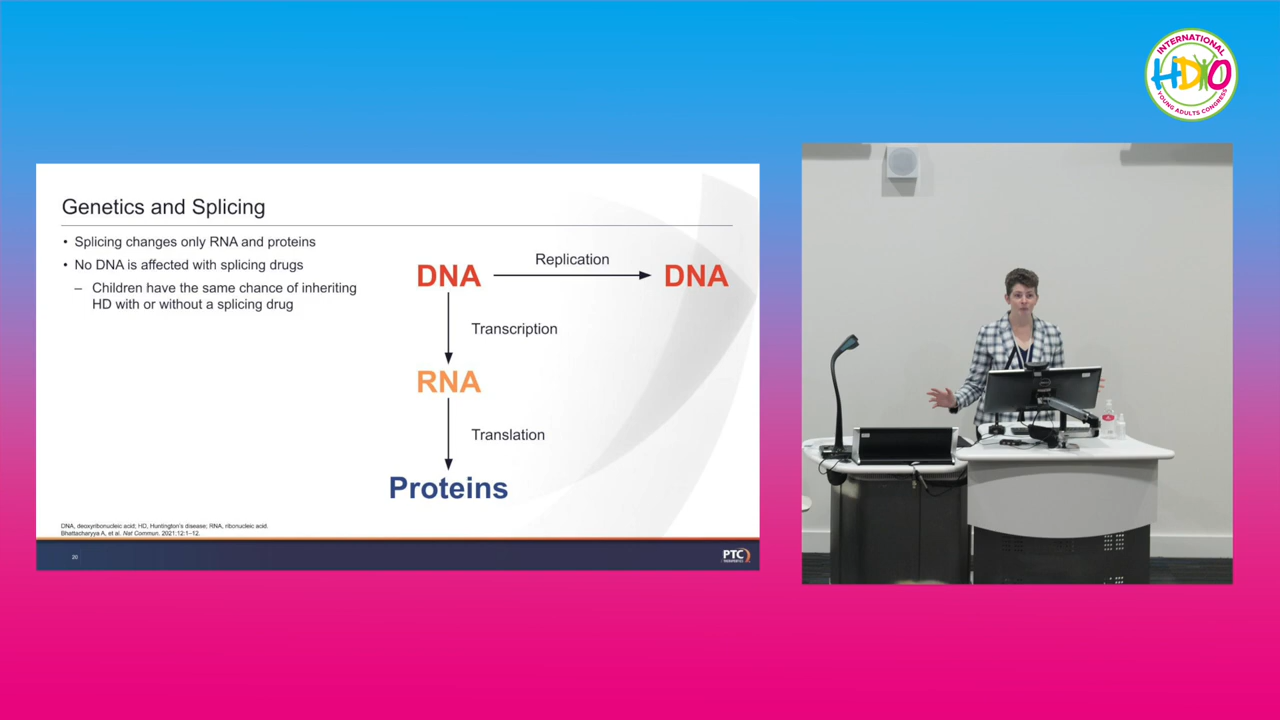 INTERNATIONAL
HDYO
YOUNG ADULTS CONGRESS
Genetics and Splicing
• Splicing changes only RNA and proteins
• No DNA is affected with splicing drugs
– Children have the same chance of inheriting
HD with or without a splicing drug
DNA
Replication
DNA
Transcription
RNA
Translation
Proteins
DNA, deoxyribonucleic acid; HD, Huntington's disease; RNA, ribonucleic acid.
Bhattacharyya A, et al. Nat Commun. 2021;12:1–12.
20
PTC
THERAPEUTICS